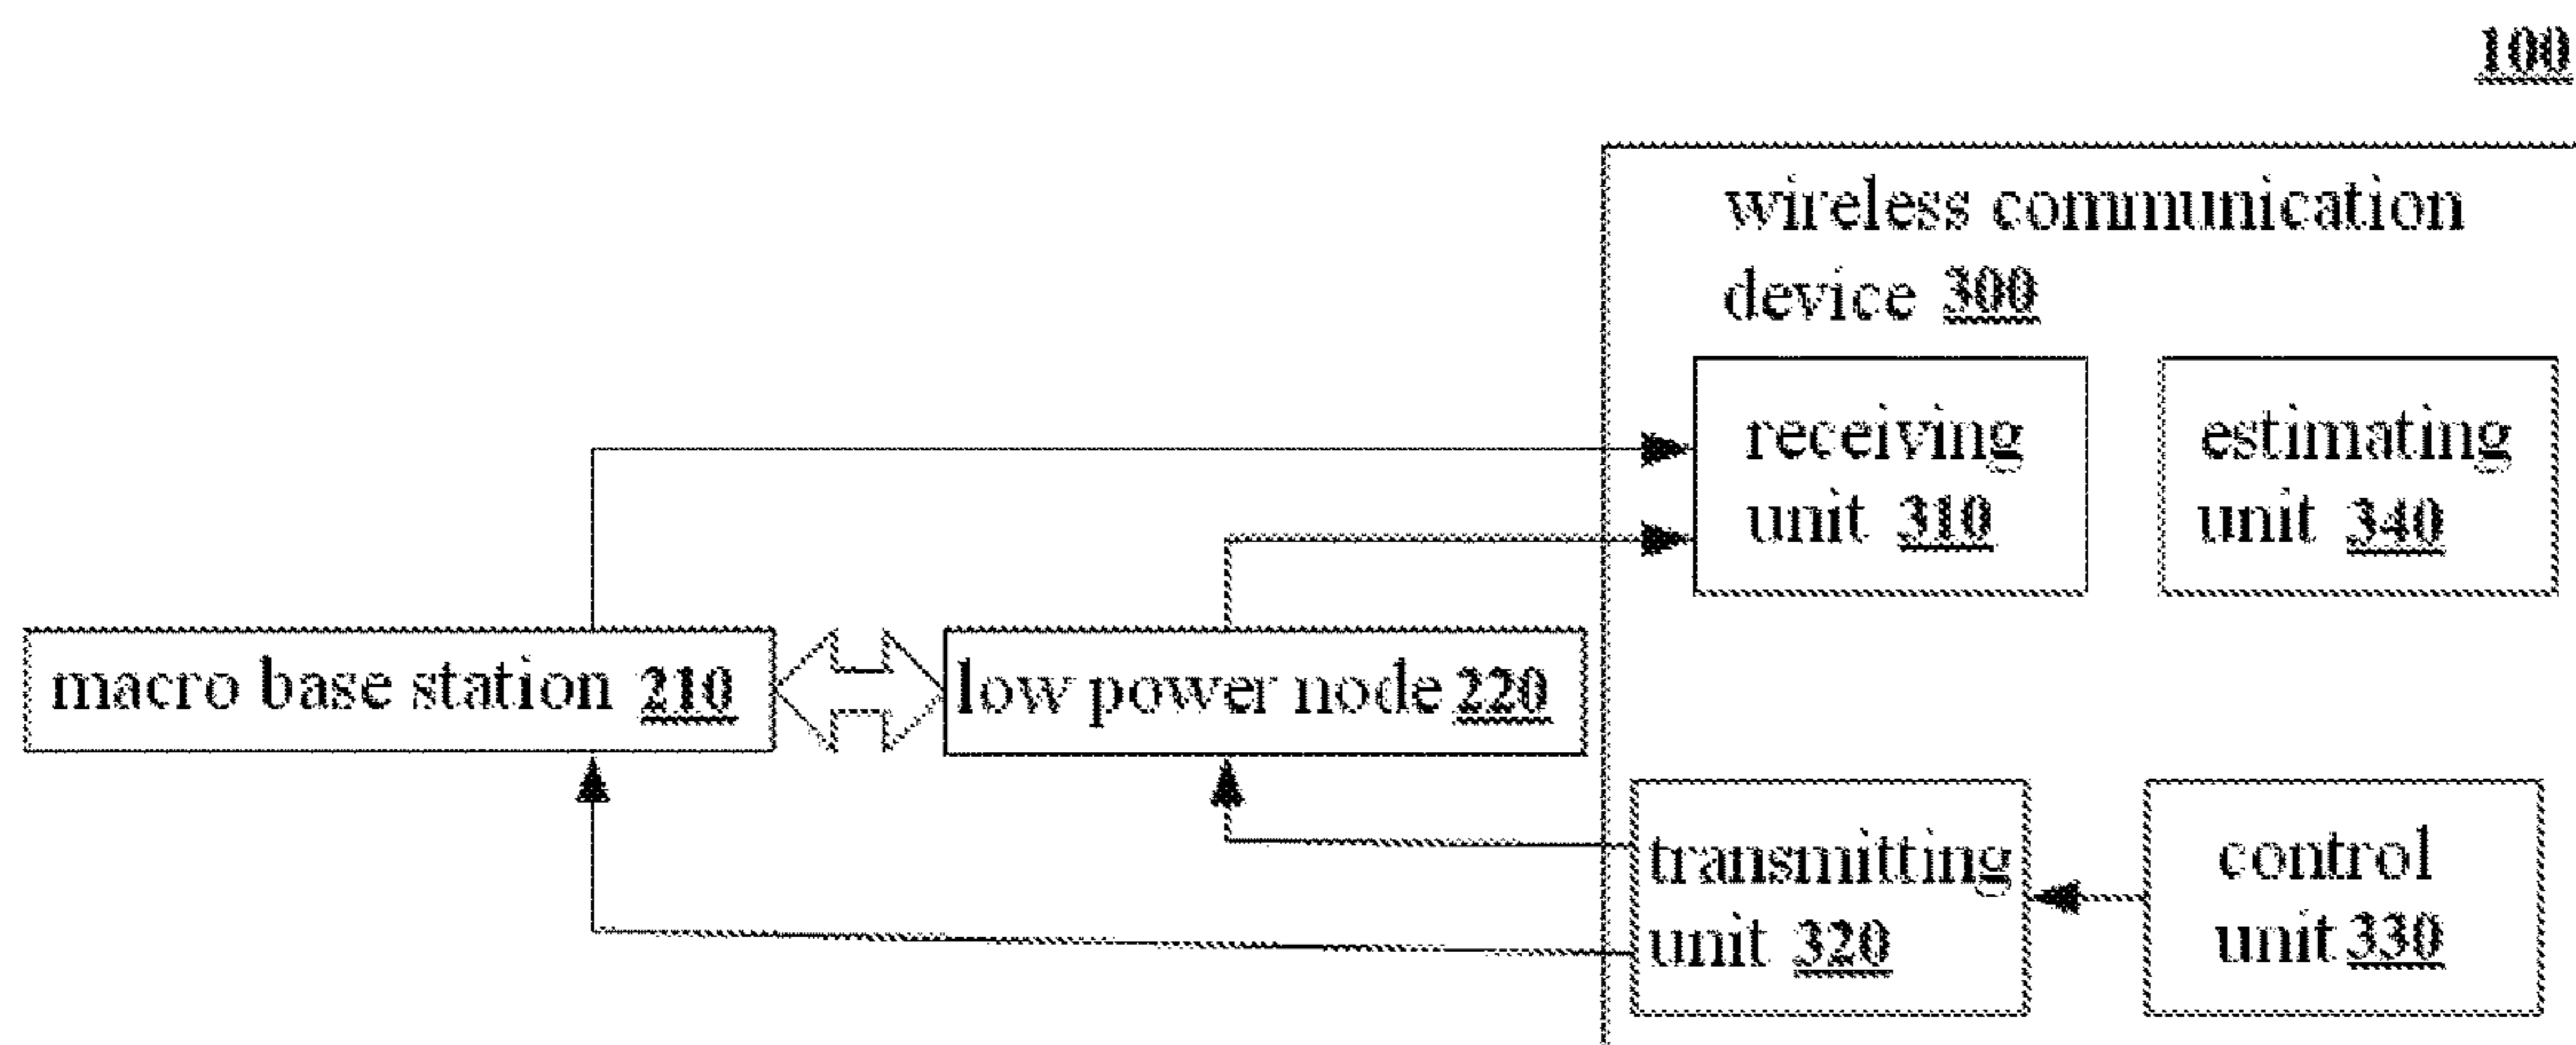 100
wireless communication
device 300
receiving
unit 310
estimating
unit 340
macro base station 210
low power node 220
transmitting
unit 320
control
unit 330